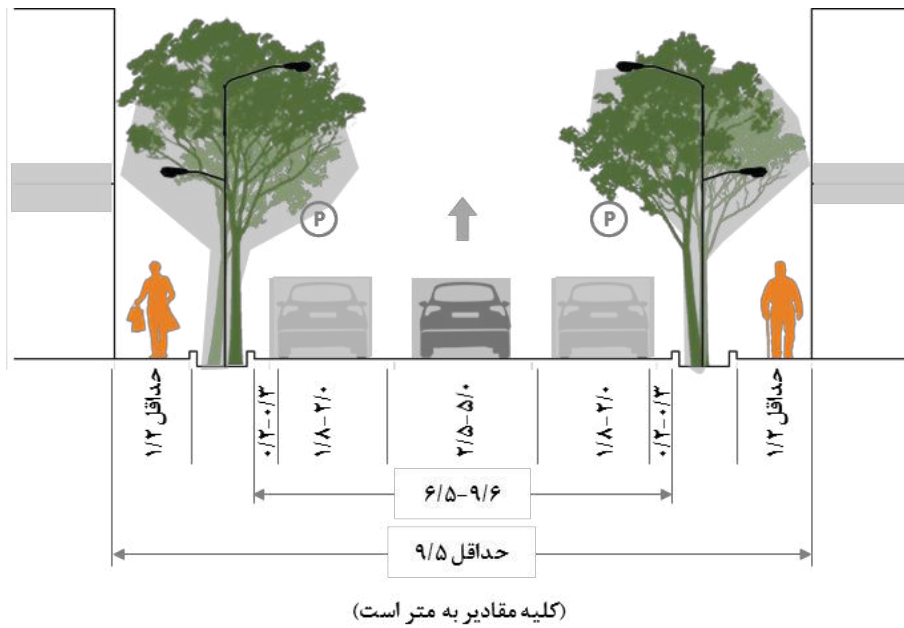 P
P
حداقل ۱/۲
۰/۲-۰/۳
۱/۸-۲/۰
۲/۵-۵/۰
۱/۸-۲/۰
۰/۲-۰/۳
حداقل ۱/۲
۶/۵-۹/۶
حداقل ۹/۵
(کلیه مقادیر به متر است)